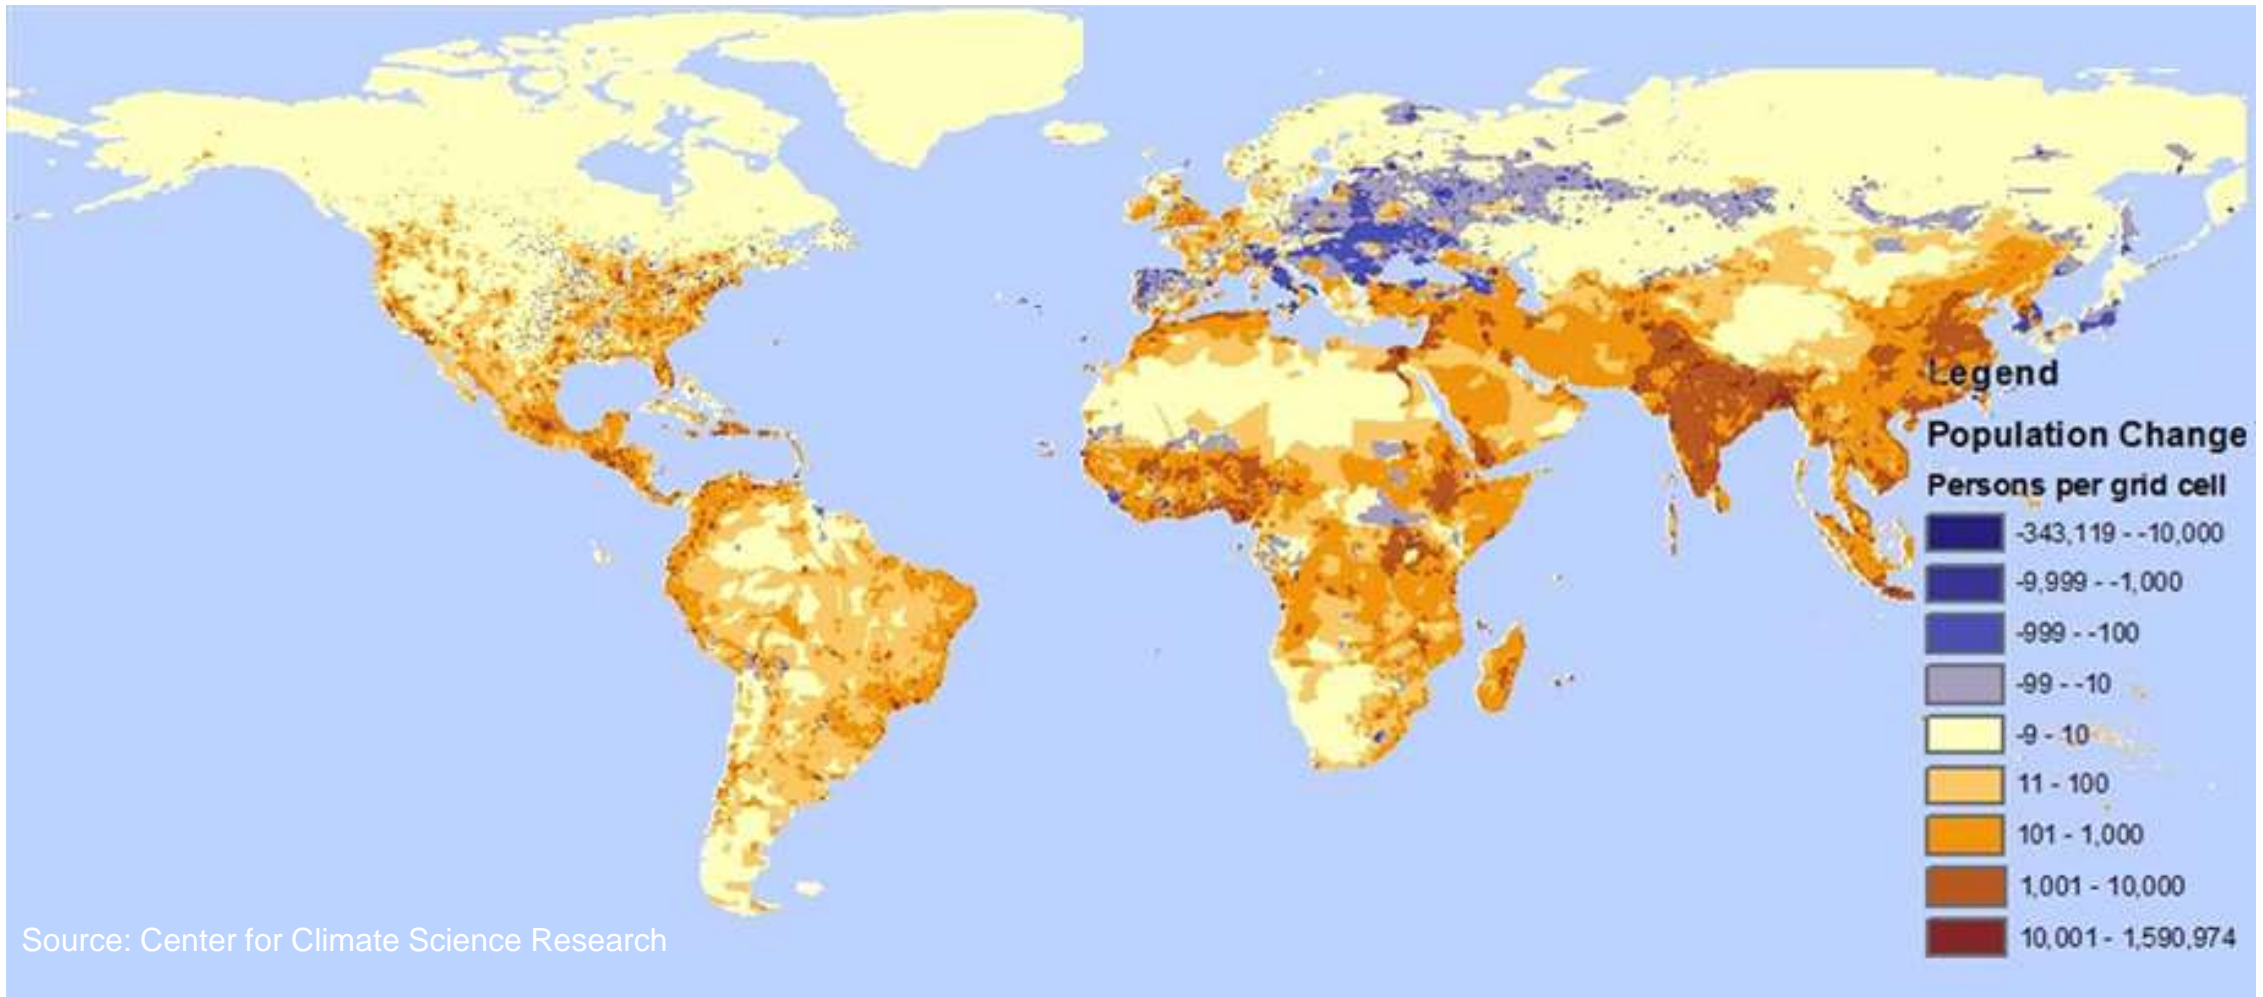 Legend
Population Change
Persons per grid cell
-343,119 - -10,000
-9,999 - -1,000
-999 - -100
-99 - -10
-9 - 10
11 - 100
101 - 1,000
1,001 - 10,000
10,001 - 1,590,974
Source: Center for Climate Science Research